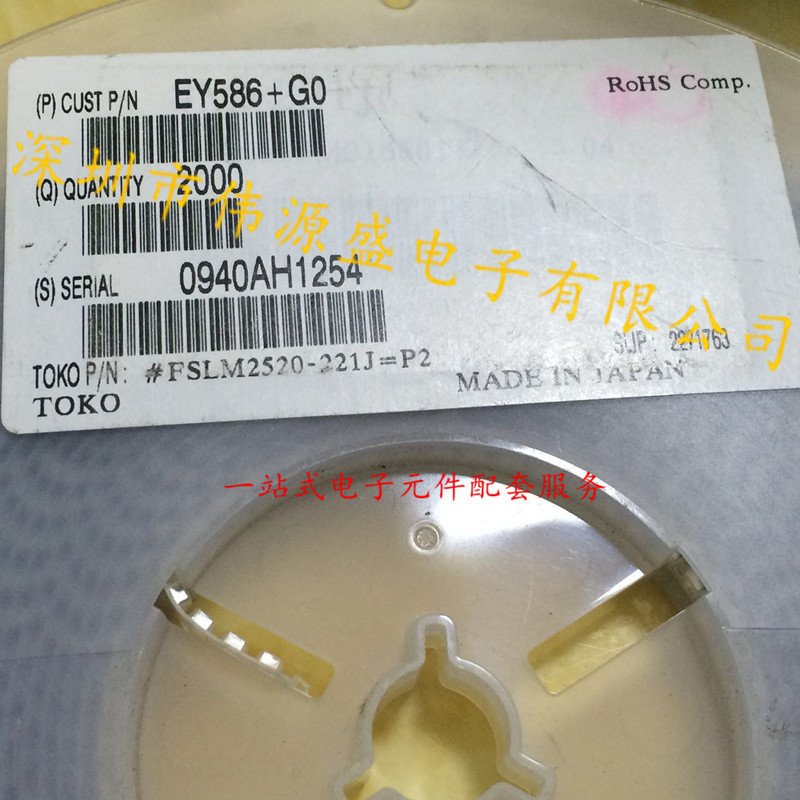 (P) CUST P/N EY586+G0
RoHS Comp.
(Q) QUANTITY 2000
深圳市伟源盛电子有限公司
(S) SERIAL 0940AH1254
SLIP: 2271763
TOKO P/N: #FSLM2520-221J=P2
MADE IN JAPAN
TOKO
一站式电子元件配套服务